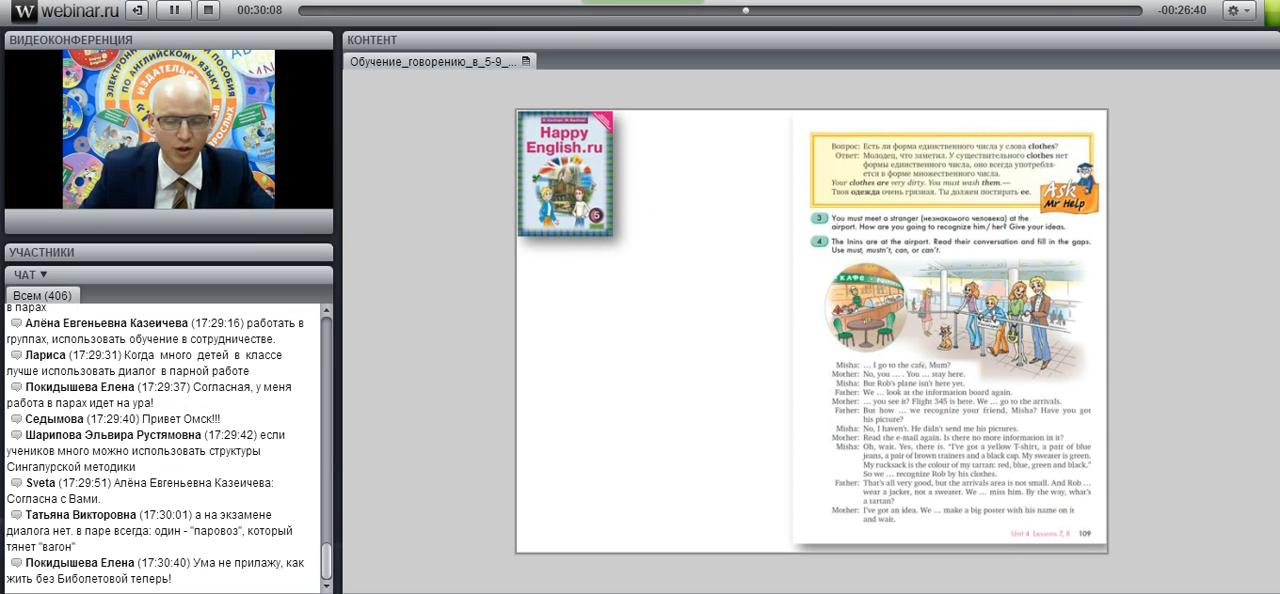 W webinar.ru
00:30:08
-00:26:40
ВИДЕОКОНФЕРЕНЦИЯ
ЭЛЕКТРОННЫЕ
ПО АНГЛИЙСКОМУ ЯЗЫКУ
ПОСОБИЯ
УЧАСТНИКИ
ЧАТ
Всем (406)
в парах
Алёна Евгеньевна Казеичева (17:29:16) работать в
группах, использовать обучение в сотрудничестве.
Лариса (17:29:31) Когда много детей в классе
лучше использовать диалог в парной работе
Покидышева Елена (17:29:37) Согласная, у меня
работа в парах идет на ура!
Седымова (17:29:40) Привет Омск!!!
Шарипова Эльвира Рустямовна (17:29:42) если
учеников много можно использовать структуры
Сингапурской методики
Sveta (17:29:51) Алёна Евгеньевна Казеичева:
Согласна с Вами.
Татьяна Викторовна (17:30:01) а на экзамене
диалога нет. в паре всегда: один - "паровоз", который
тянет "вагон"
Покидышева Елена (17:30:40) Ума не прилажу, как
жить без Биболетовой теперь!
КОНТЕНТ
Обучение_говорению_в_5-9_...
Happy
English.ru
5
Вопрос: Есть ли форма единственного числа у слова clothes?
Ответ: Молодец, что заметил. У существительного clothes нет
формы единственного числа, оно всегда употребля-
ется в форме множественного числа.
Your clothes are very dirty. You must wash them.—
Твоя одежда очень грязная. Ты должен постирать ее.
Ask
Mr Help
3 You must meet a stranger (незнакомого человека) at the
airport. How are you going to recognize him / her? Give your ideas.
4 The Inins are at the airport. Read their conversation and fill in the gaps.
Use must, mustn't, can, or can't.
КАФЕ
Misha: … I go to the café, Mum?
Mother: No, you … . You … stay here.
Misha: But Rob's plane isn't here yet.
Father: We … look at the information board again.
Mother: … you see it? Flight 345 is here. We … go to the arrivals.
Father: But how … we recognize your friend, Misha? Have you got
his picture?
Misha: No, I haven't. He didn't send me his pictures.
Mother: Read the e-mail again. Is there no more information in it?
Misha: Oh, wait. Yes, there is. "I've got a yellow T-shirt, a pair of blue
jeans, a pair of brown trainers and a black cap. My sweater is green.
My rucksack is the colour of my tartan: red, blue, green and black."
So we … recognize Rob by his clothes.
Father: That's all very good, but the arrivals area is not small. And Rob …
wear a jacket, not a sweater. We … miss him. By the way, what's
a tartan?
Mother: I've got an idea. We … make a big poster with his name on it
and wait.
Unit 4 Lessons 7, 8 109